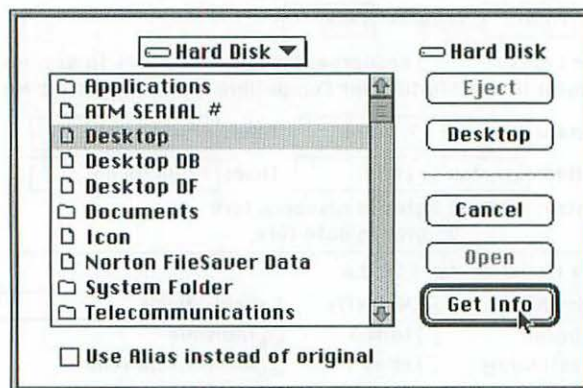 Hard Disk
Hard Disk
Applications
ATM SERIAL #
Desktop
Desktop DB
Desktop DF
Documents
Icon
Norton FileSaver Data
System Folder
Telecommunications
Eject
Desktop
Cancel
Open
Get Info
Use Alias instead of original